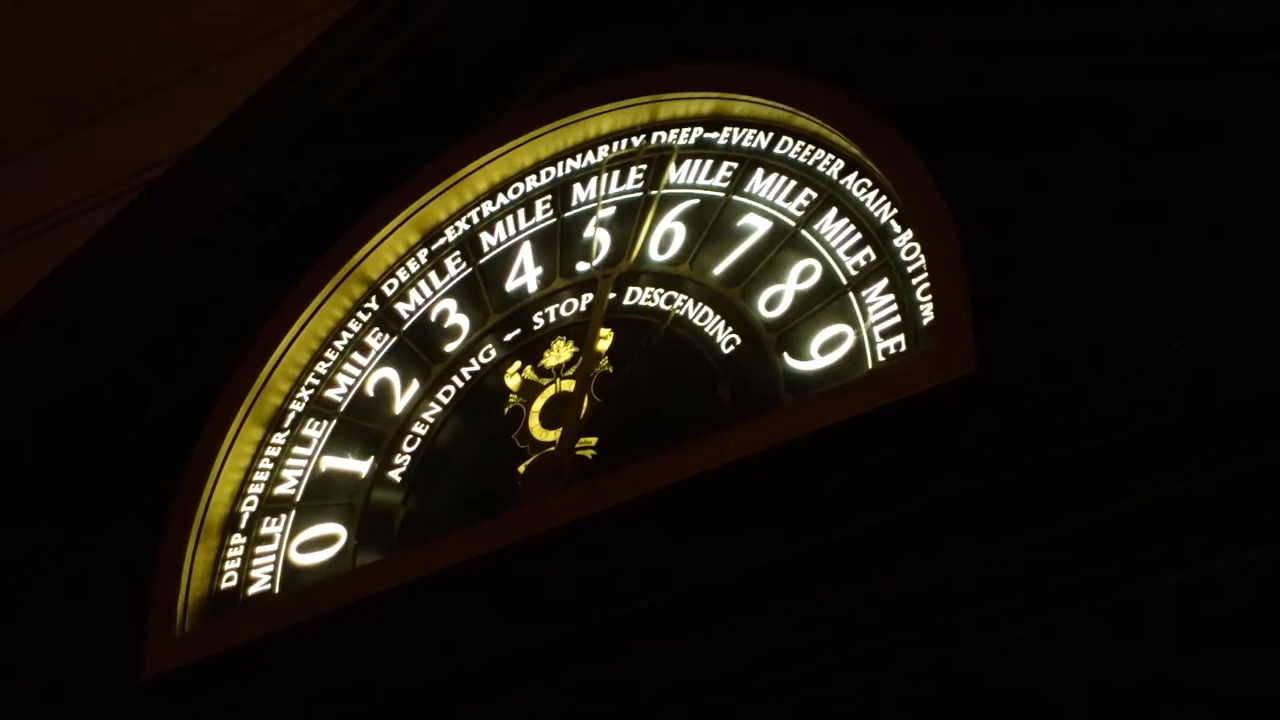 DEEP→DEEPER→EXTREMELY DEEP→EXTRAORDINARILY DEEP→EVEN DEEPER AGAIN→BOTTOM
MILE MILE MILE MILE MILE MILE MILE MILE MILE MILE
0 1 2 3 4 5 6 7 8 9
ASCENDING ← STOP → DESCENDING
C